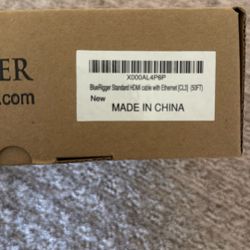 ER
.com
X000AL4P6P
BlueRigger Standard HDMI cable with Ethernet [CL3] (50FT)
New
MADE IN CHINA